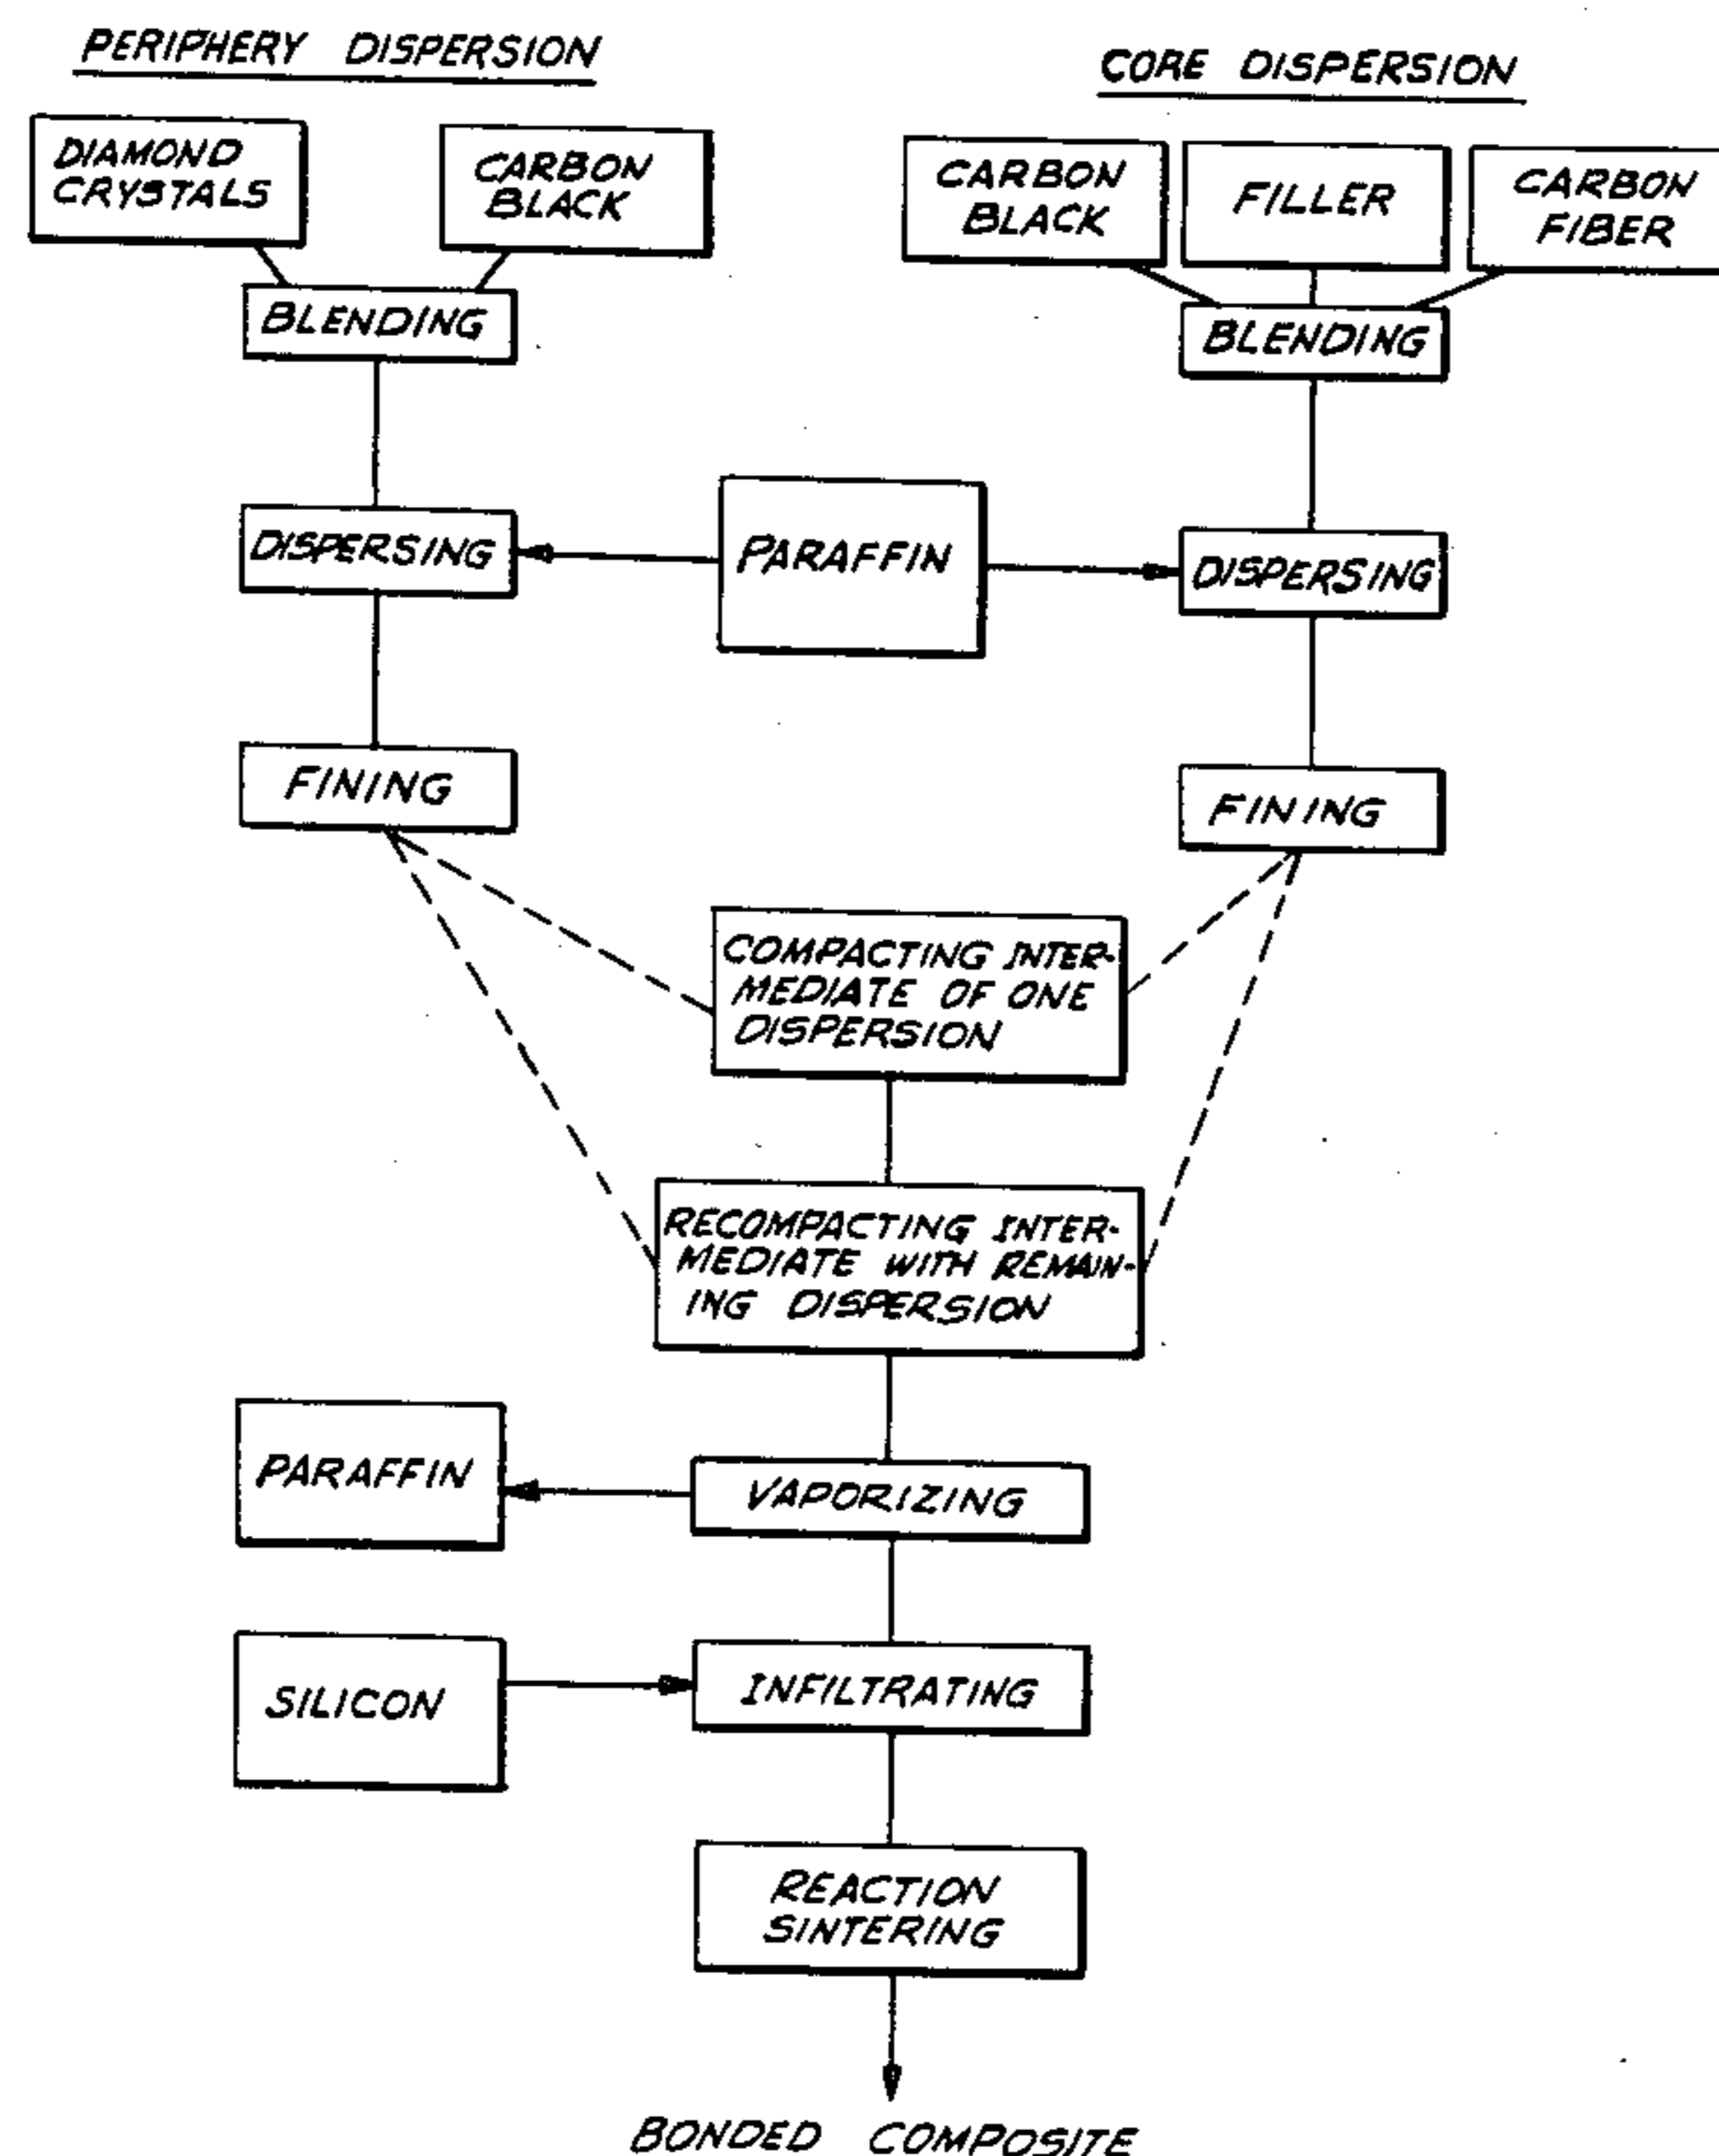 PERIPHERY DISPERSION
CORE DISPERSION
DIAMOND
CRYSTALS
CARBON
BLACK
CARBON
BLACK
FILLER
CARBON
FIBER
BLENDING
BLENDING
DISPERSING
PARAFFIN
DISPERSING
FINING
FINING
COMPACTING INTER-
MEDIATE OF ONE
DISPERSION
RECOMPACTING INTER-
MEDIATE WITH REMAIN-
ING DISPERSION
PARAFFIN
VAPORIZING
SILICON
INFILTRATING
REACTION
SINTERING
BONDED COMPOSITE